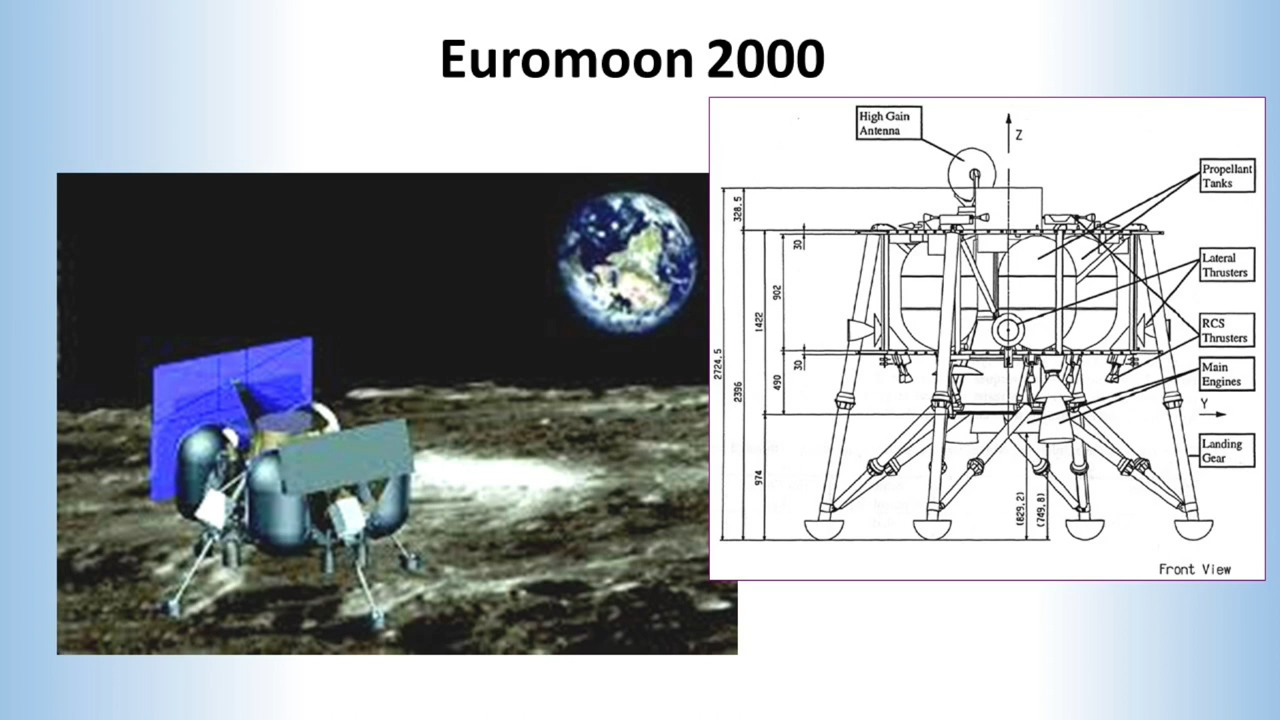 Euromoon 2000
High Gain
Antenna
Z
Propellant
Tanks
328,5
30
Lateral
Thrusters
902
1422
RCS
Thrusters
2724,5
2396
30
490
Main
Engines
Y
Landing
Gear
974
(829,2)
(749,8)
Front View